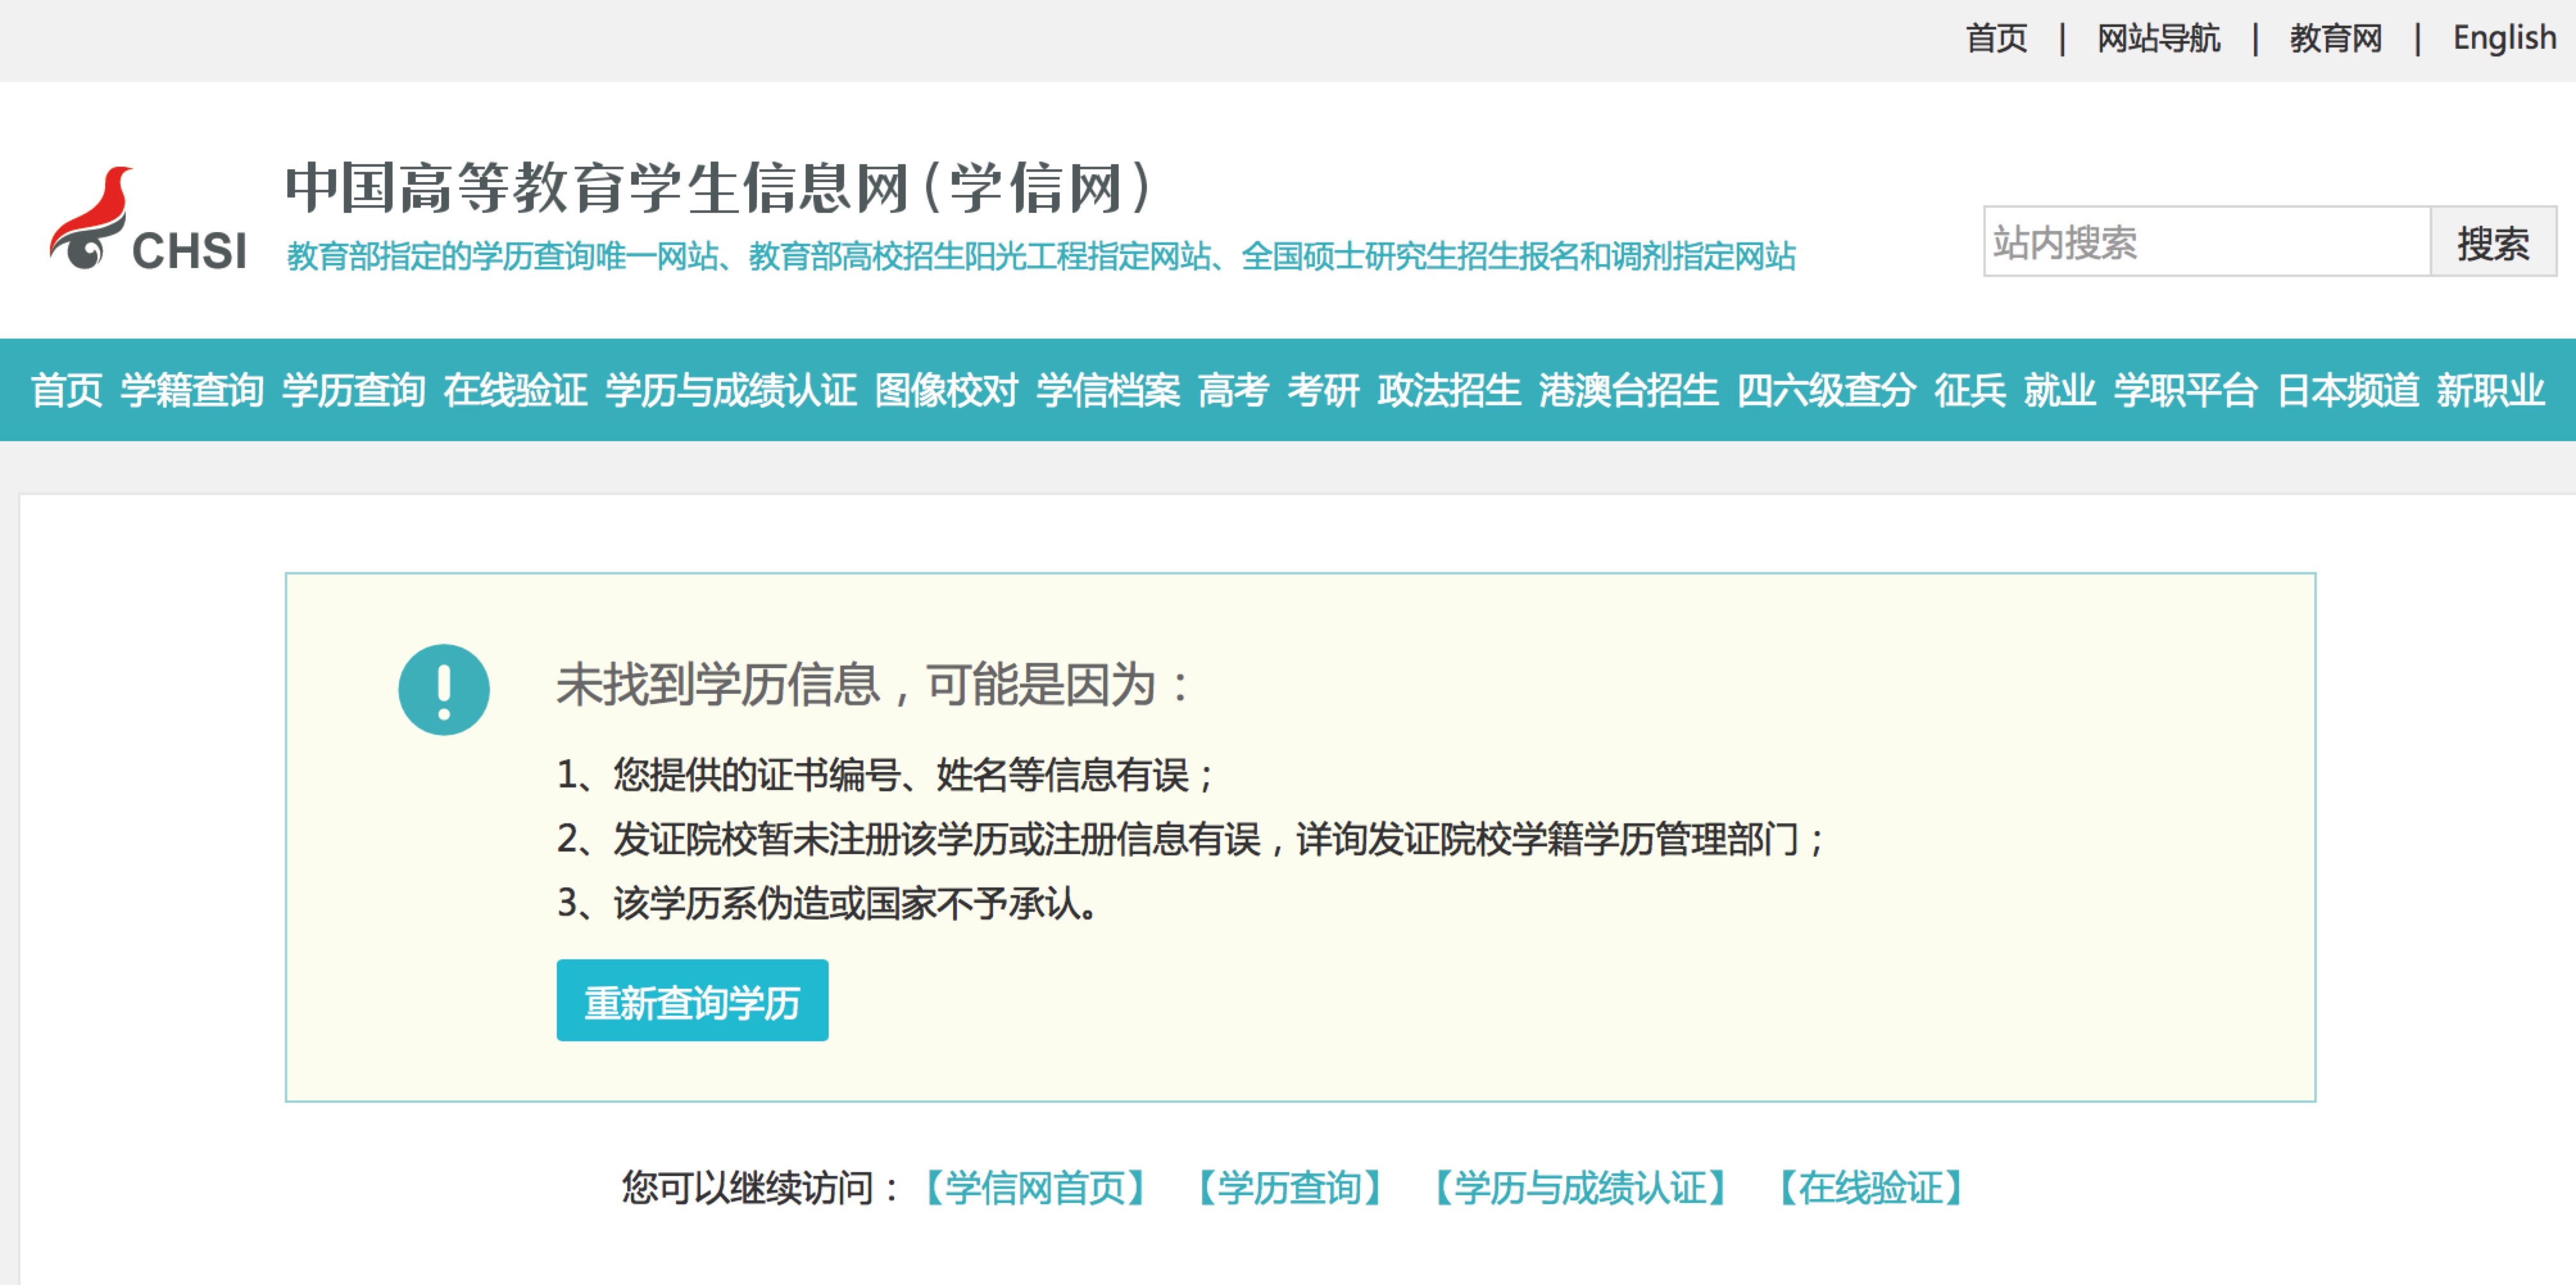 首页 | 网站导航 | 教育网 | English
中国高等教育学生信息网(学信网)
CHSI
教育部指定的学历查询唯一网站、教育部高校招生阳光工程指定网站、全国硕士研究生招生报名和调剂指定网站
站内搜索 搜索
首页 学籍查询 学历查询 在线验证 学历与成绩认证 图像校对 学信档案 高考 考研 政法招生 港澳台招生 四六级查分 征兵 就业 学职平台 日本频道 新职业
未找到学历信息，可能是因为：
1、您提供的证书编号、姓名等信息有误；
2、发证院校暂未注册该学历或注册信息有误，详询发证院校学籍学历管理部门；
3、该学历系伪造或国家不予承认。
重新查询学历
您可以继续访问：【学信网首页】 【学历查询】 【学历与成绩认证】 【在线验证】